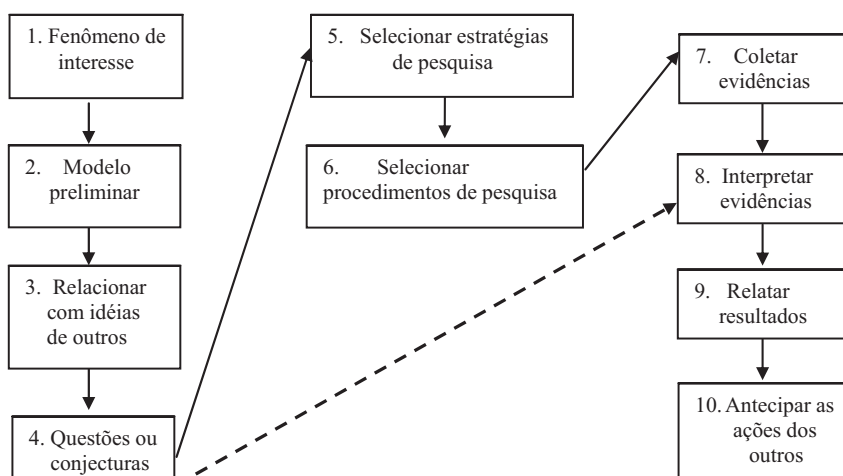 1. Fenômeno de
interesse
2. Modelo
preliminar
3. Relacionar
com idéias
de outros
4. Questões ou
conjecturas
5. Selecionar estratégias
de pesquisa
6. Selecionar
procedimentos de pesquisa
7. Coletar
evidências
8. Interpretar
evidências
9. Relatar
resultados
10. Antecipar as
ações dos
outros